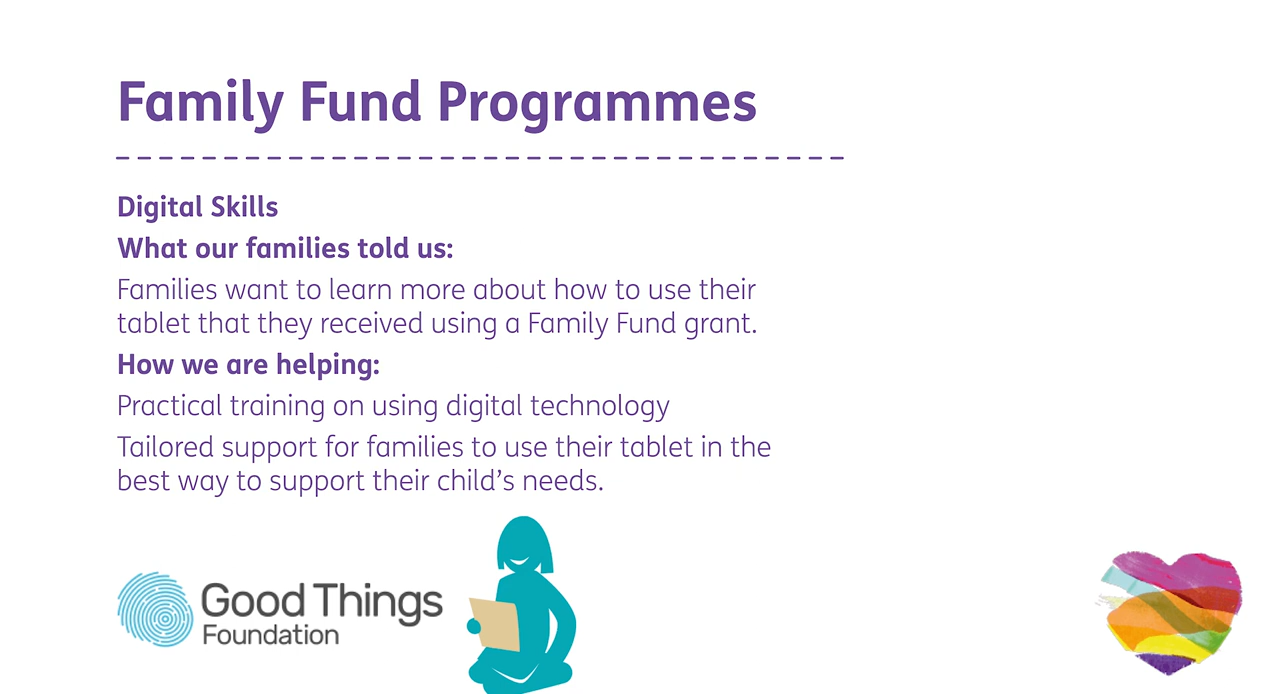 Family Fund Programmes
Digital Skills
What our families told us:
Families want to learn more about how to use their
tablet that they received using a Family Fund grant.
How we are helping:
Practical training on using digital technology
Tailored support for families to use their tablet in the
best way to support their child’s needs.
Good Things
Foundation